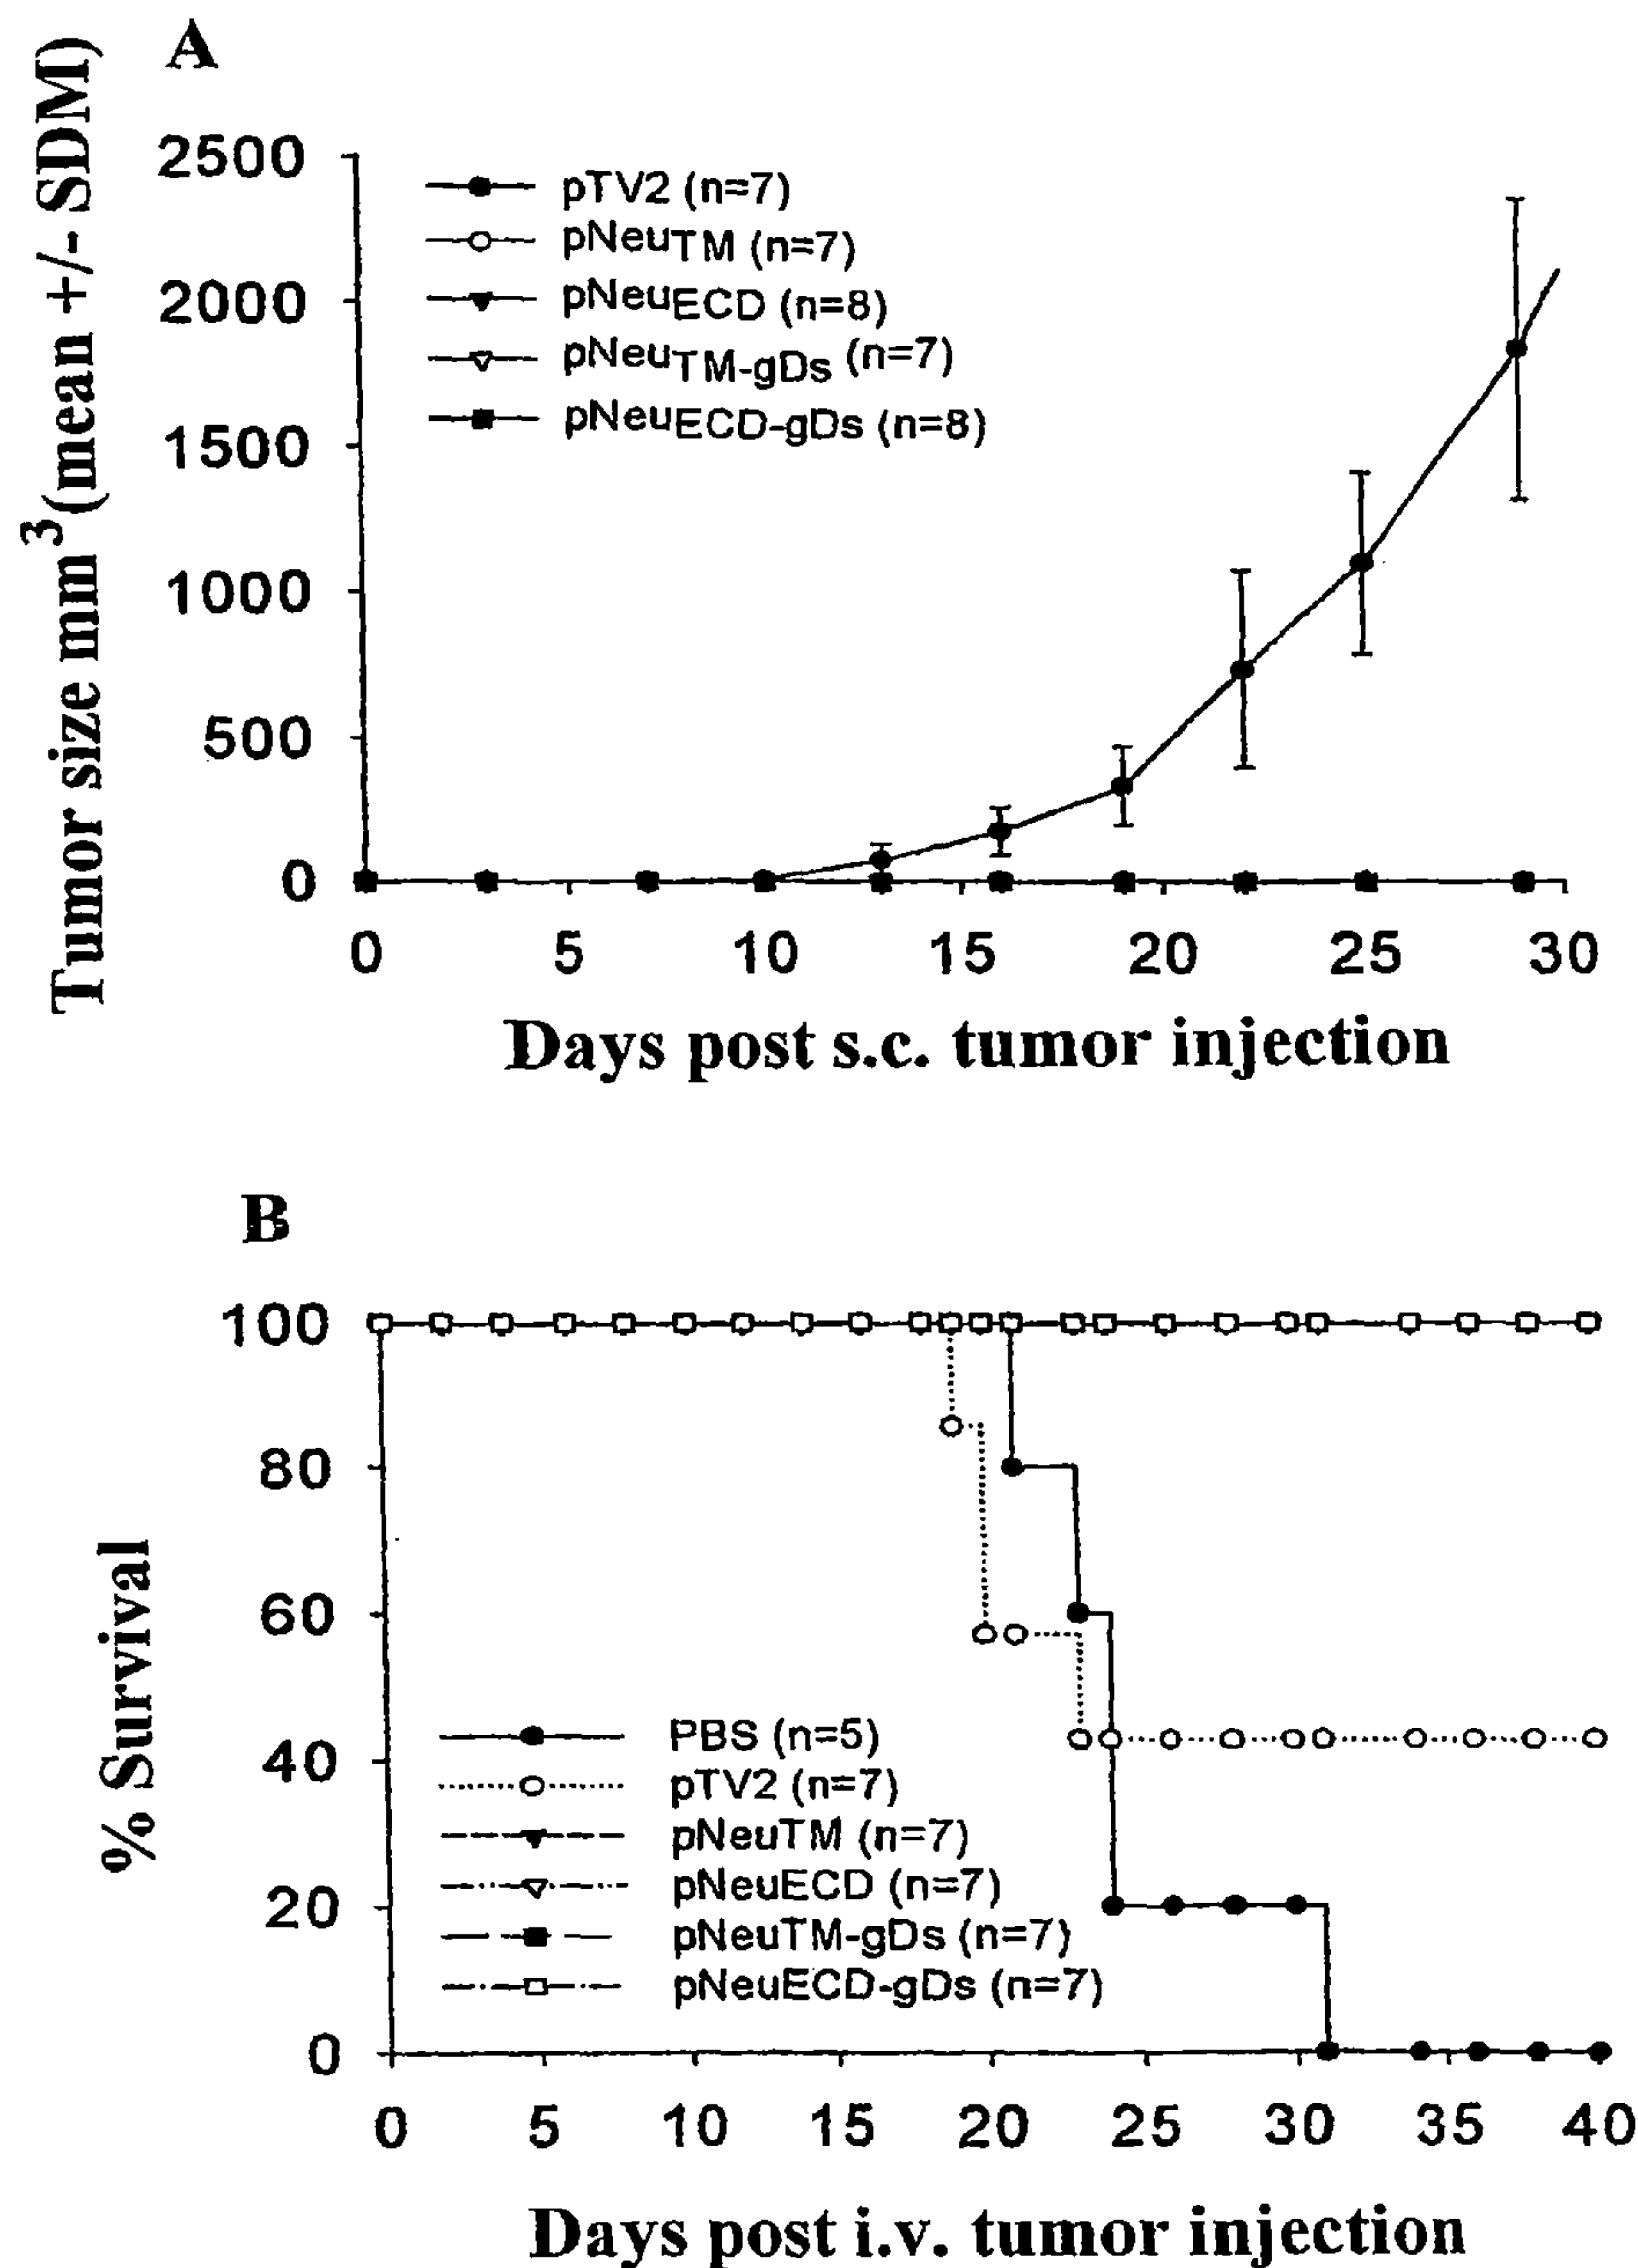 A
Tumor size mm³ (mean +/- SDM)
2500
2000
1500
1000
500
0
pTV2 (n=7)
pNeuTM (n=7)
pNeuECD (n=8)
pNeuTM-gDs (n=7)
pNeuECD-gDs (n=8)
0 5 10 15 20 25 30
Days post s.c. tumor injection
B
% Survival
100
80
60
40
20
0
PBS (n=5)
pTV2 (n=7)
pNeuTM (n=7)
pNeuECD (n=7)
pNeuTM-gDs (n=7)
pNeuECD-gDs (n=7)
0 5 10 15 20 25 30 35 40
Days post i.v. tumor injection